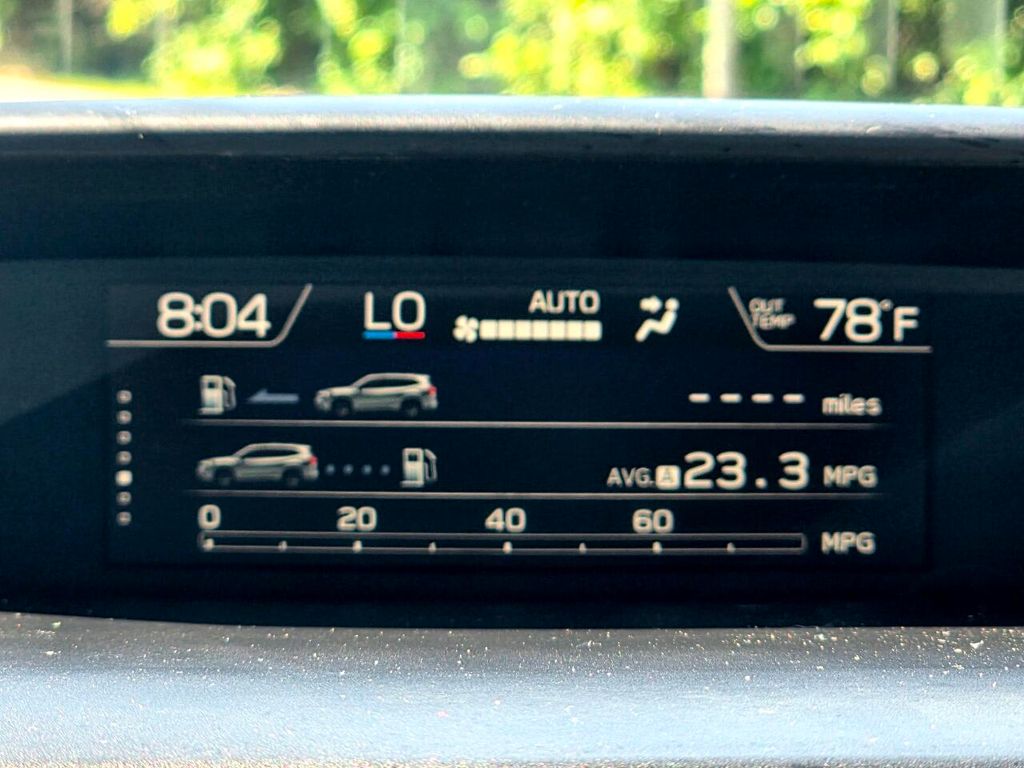 8:04 LO AUTO OUT TEMP 78°F
---- miles
AVG. A 23.3 MPG
0 20 40 60
MPG